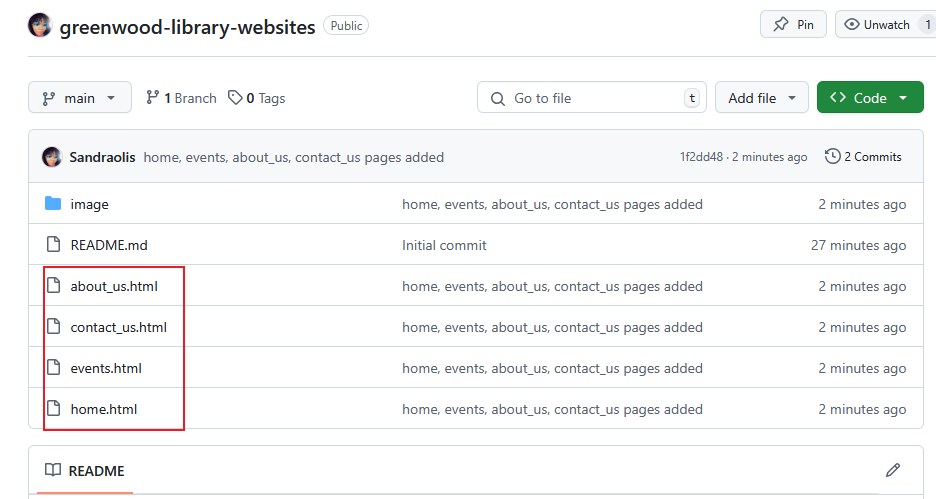 greenwood-library-websites Public Pin Unwatch 1
main 1 Branch 0 Tags Go to file t Add file Code
Sandraolis home, events, about_us, contact_us pages added 1f2dd48 · 2 minutes ago 2 Commits
image home, events, about_us, contact_us pages added 2 minutes ago
README.md Initial commit 27 minutes ago
about_us.html home, events, about_us, contact_us pages added 2 minutes ago
contact_us.html home, events, about_us, contact_us pages added 2 minutes ago
events.html home, events, about_us, contact_us pages added 2 minutes ago
home.html home, events, about_us, contact_us pages added 2 minutes ago
README